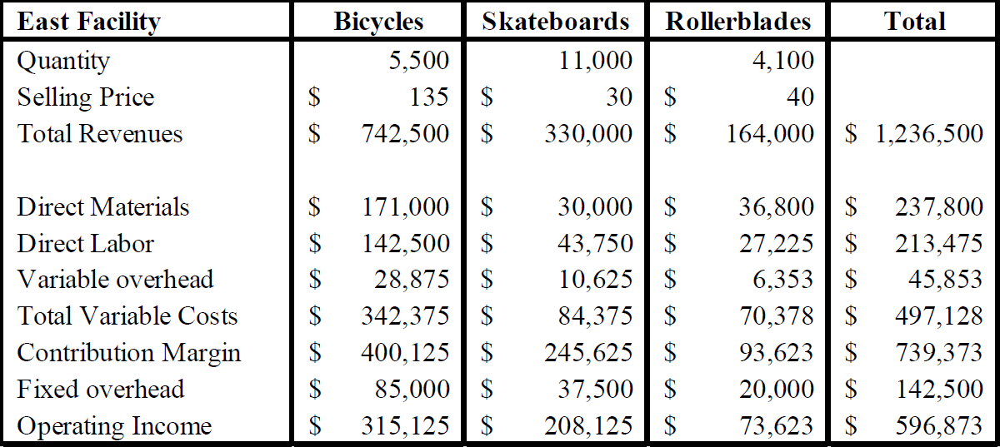 East Facility Bicycles Skateboards Rollerblades Total
Quantity 5,500 11,000 4,100
Selling Price $ 135 $ 30 $ 40
Total Revenues $ 742,500 $ 330,000 $ 164,000 $ 1,236,500
Direct Materials $ 171,000 $ 30,000 $ 36,800 $ 237,800
Direct Labor $ 142,500 $ 43,750 $ 27,225 $ 213,475
Variable overhead $ 28,875 $ 10,625 $ 6,353 $ 45,853
Total Variable Costs $ 342,375 $ 84,375 $ 70,378 $ 497,128
Contribution Margin $ 400,125 $ 245,625 $ 93,623 $ 739,373
Fixed overhead $ 85,000 $ 37,500 $ 20,000 $ 142,500
Operating Income $ 315,125 $ 208,125 $ 73,623 $ 596,873